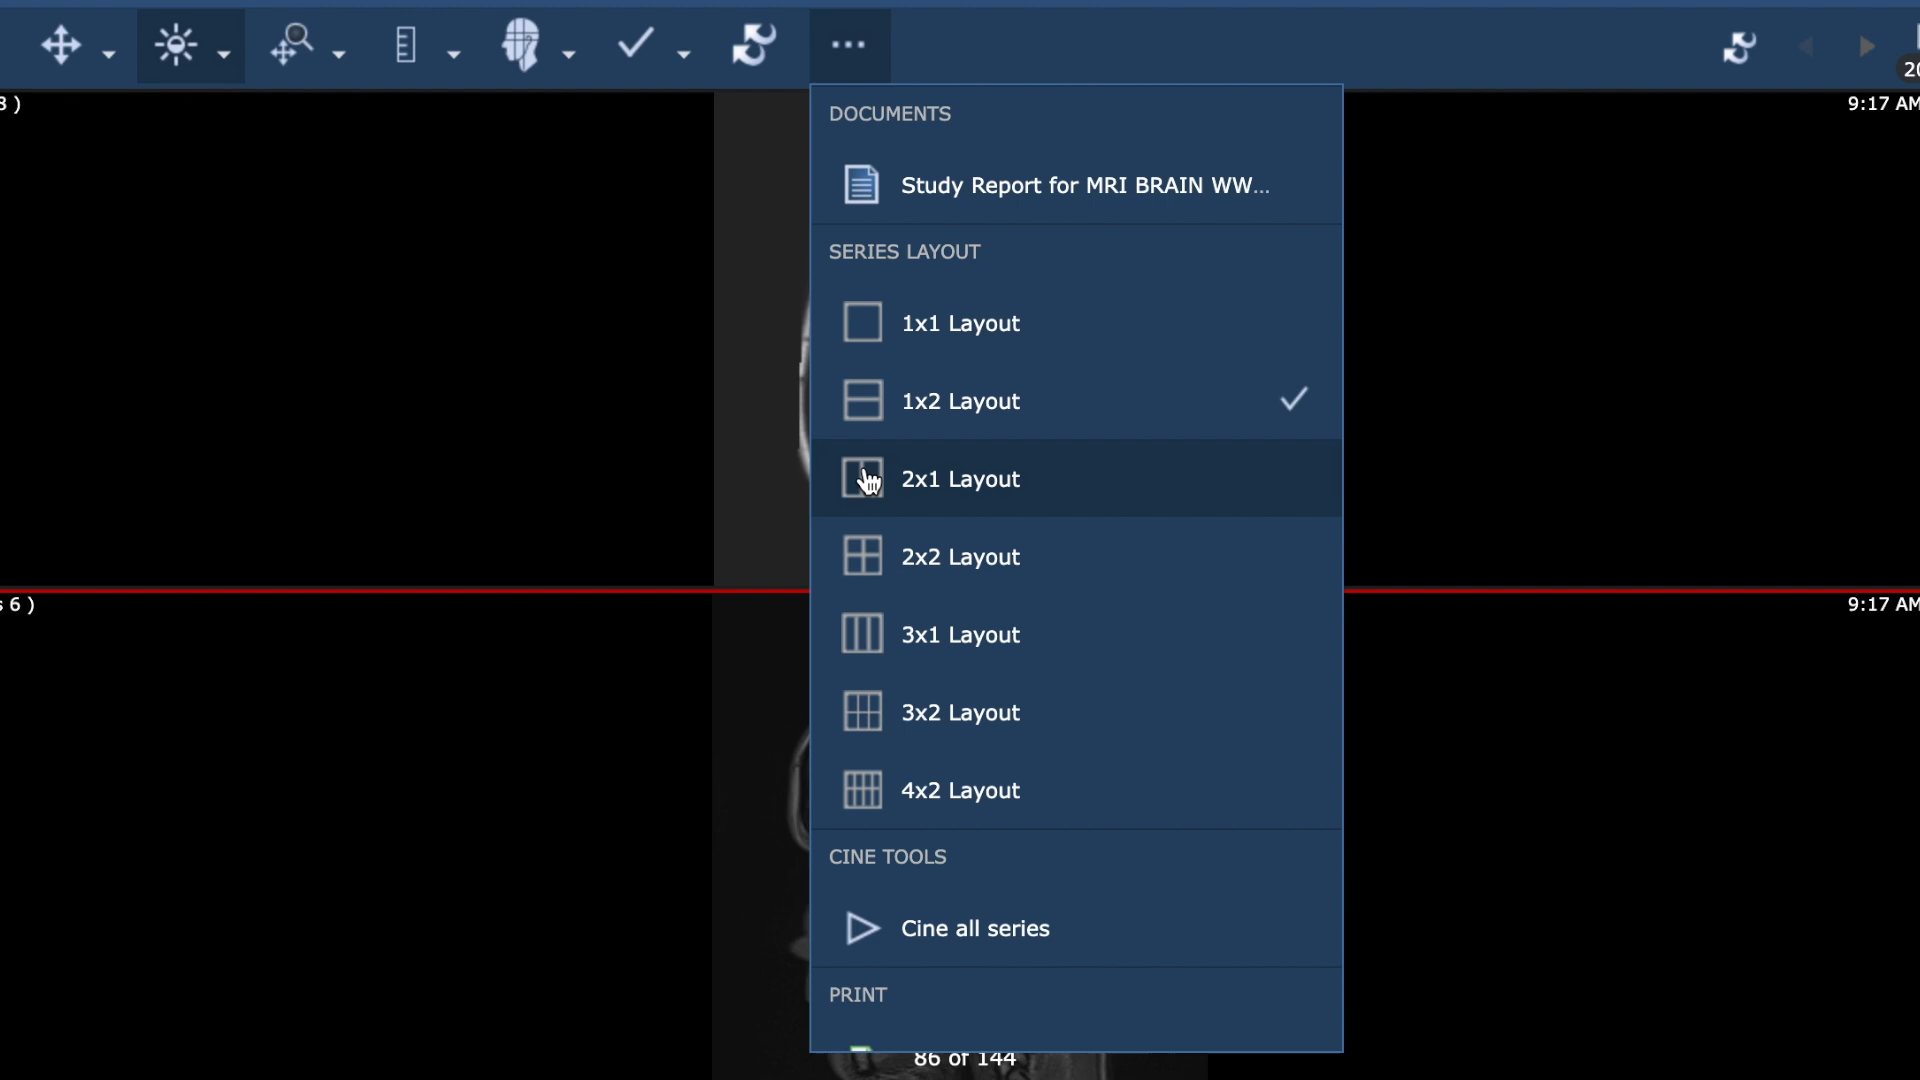 20
8 )
9:17 AM
DOCUMENTS
Study Report for MRI BRAIN WW...
SERIES LAYOUT
1x1 Layout
1x2 Layout
2x1 Layout
2x2 Layout
s 6 )
9:17 AM
3x1 Layout
3x2 Layout
4x2 Layout
CINE TOOLS
Cine all series
PRINT
86 of 144